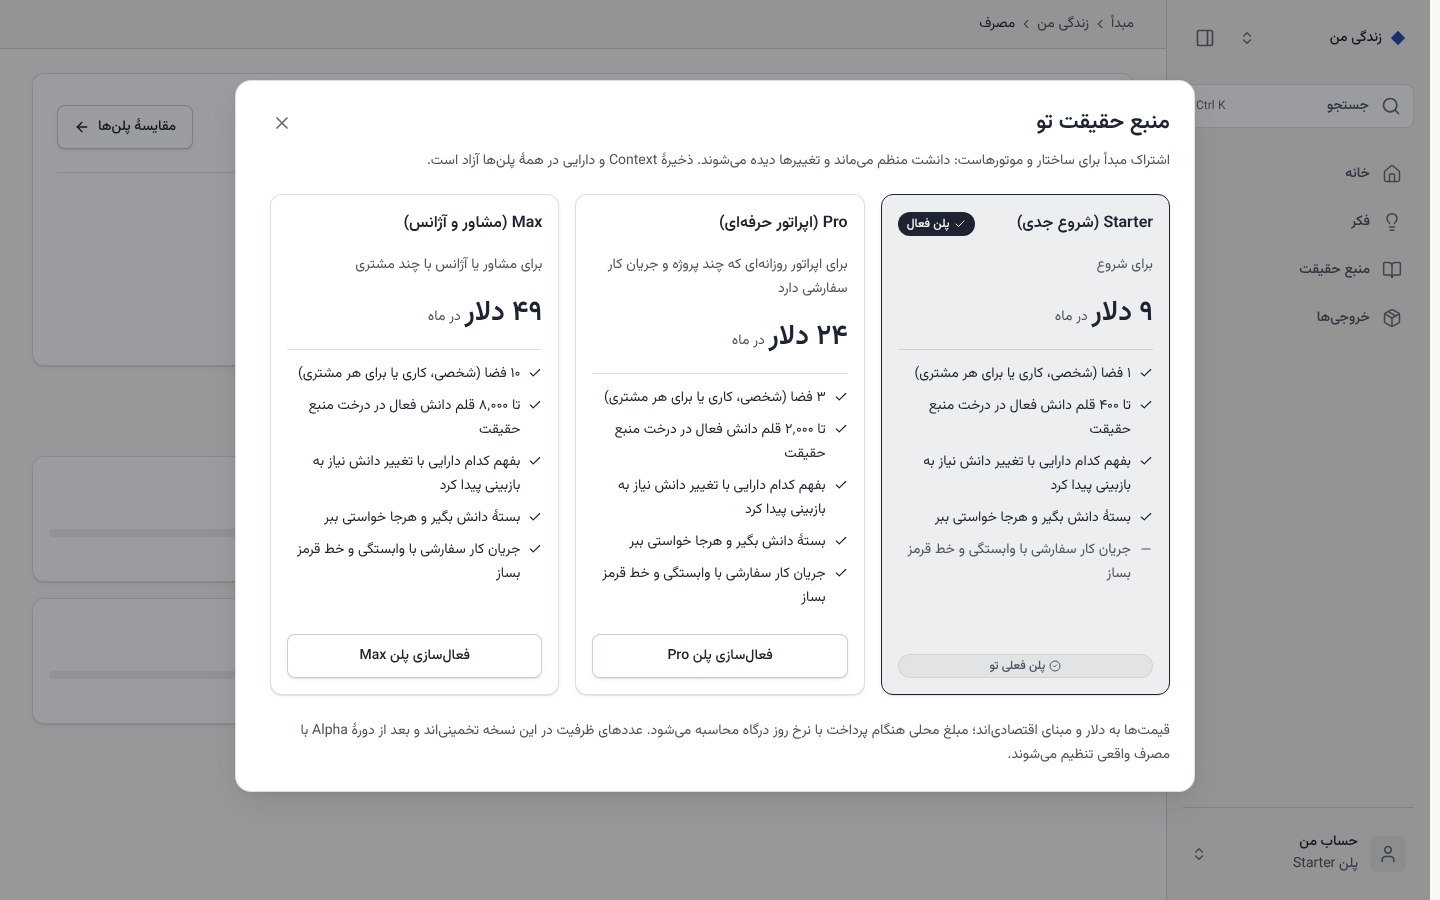 زندگی من
جستجو
Ctrl K
خانه
فکر
منبع حقیقت
خروجی‌ها
حساب من
پلن Starter
مبدأ › زندگی من › مصرف
مقایسهٔ پلن‌ها
منبع حقیقت تو
اشتراک مبدأ برای ساختار و موتورهاست: دانشت منظم می‌ماند و تغییرها دیده می‌شوند. ذخیرهٔ Context و دارایی در همهٔ پلن‌ها آزاد است.
Starter (شروع جدی)
پلن فعال
برای شروع
۹ دلار در ماه
۱ فضا (شخصی، کاری یا برای هر مشتری)
تا ۴۰۰ قلم دانش فعال در درخت منبع
حقیقت
بفهم کدام دارایی با تغییر دانش نیاز به
بازبینی پیدا کرد
بستهٔ دانش بگیر و هرجا خواستی ببر
جریان کار سفارشی با وابستگی و خط قرمز
بساز
پلن فعلی تو
Pro (اپراتور حرفه‌ای)
برای اپراتور روزانه‌ای که چند پروژه و جریان کار
سفارشی دارد
۲۴ دلار در ماه
۳ فضا (شخصی، کاری یا برای هر مشتری)
تا ۲٬۰۰۰ قلم دانش فعال در درخت منبع
حقیقت
بفهم کدام دارایی با تغییر دانش نیاز به
بازبینی پیدا کرد
بستهٔ دانش بگیر و هرجا خواستی ببر
جریان کار سفارشی با وابستگی و خط قرمز
بساز
فعال‌سازی پلن Pro
Max (مشاور و آژانس)
برای مشاور یا آژانس با چند مشتری
۴۹ دلار در ماه
۱۰ فضا (شخصی، کاری یا برای هر مشتری)
تا ۸٬۰۰۰ قلم دانش فعال در درخت منبع
حقیقت
بفهم کدام دارایی با تغییر دانش نیاز به
بازبینی پیدا کرد
بستهٔ دانش بگیر و هرجا خواستی ببر
جریان کار سفارشی با وابستگی و خط قرمز
بساز
فعال‌سازی پلن Max
قیمت‌ها به دلار و مبنای اقتصادی‌اند؛ مبلغ محلی هنگام پرداخت با نرخ روز درگاه محاسبه می‌شود. عددهای ظرفیت در این نسخه تخمینی‌اند و بعد از دورهٔ Alpha با
مصرف واقعی تنظیم می‌شوند.